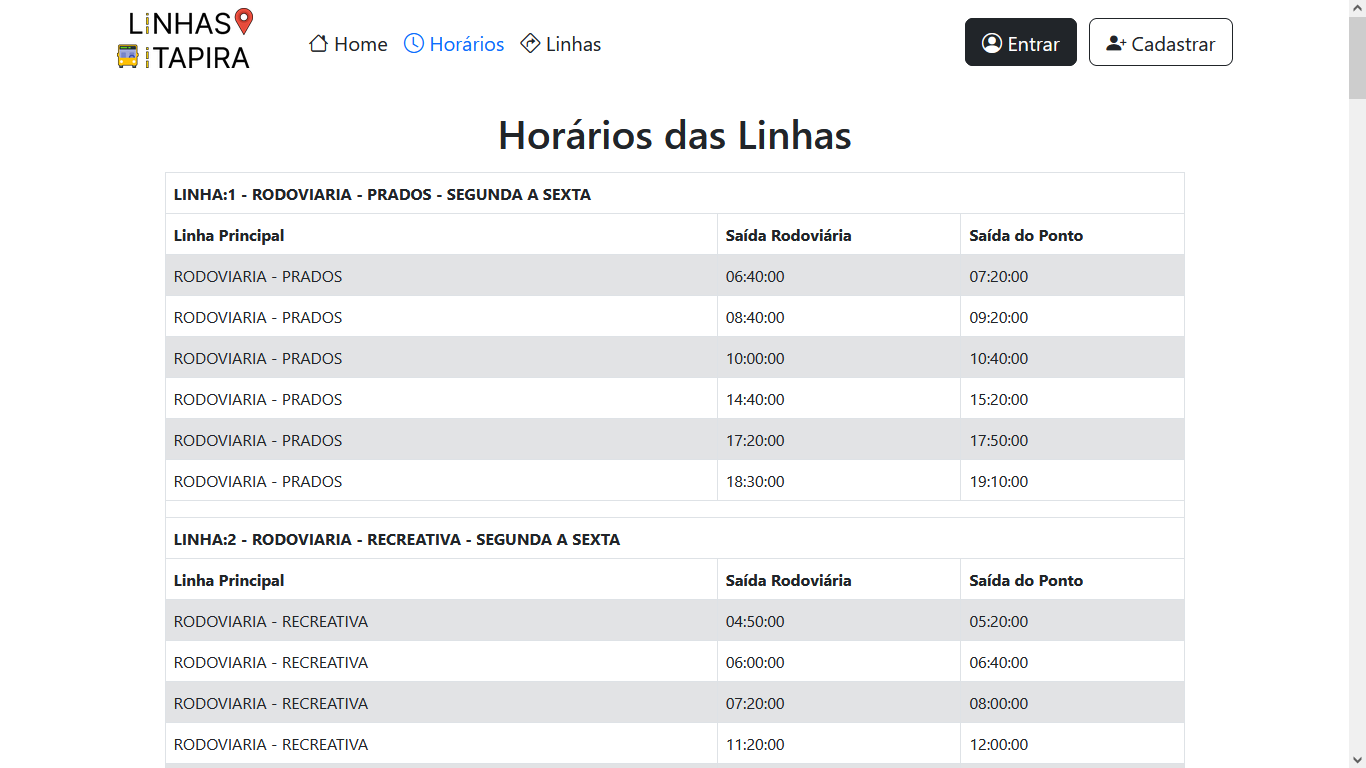 LiNHAS
iTAPIRA
Home Horários Linhas
Entrar Cadastrar
Horários das Linhas
LINHA:1 - RODOVIARIA - PRADOS - SEGUNDA A SEXTA
Linha Principal Saída Rodoviária Saída do Ponto
RODOVIARIA - PRADOS 06:40:00 07:20:00
RODOVIARIA - PRADOS 08:40:00 09:20:00
RODOVIARIA - PRADOS 10:00:00 10:40:00
RODOVIARIA - PRADOS 14:40:00 15:20:00
RODOVIARIA - PRADOS 17:20:00 17:50:00
RODOVIARIA - PRADOS 18:30:00 19:10:00
LINHA:2 - RODOVIARIA - RECREATIVA - SEGUNDA A SEXTA
Linha Principal Saída Rodoviária Saída do Ponto
RODOVIARIA - RECREATIVA 04:50:00 05:20:00
RODOVIARIA - RECREATIVA 06:00:00 06:40:00
RODOVIARIA - RECREATIVA 07:20:00 08:00:00
RODOVIARIA - RECREATIVA 11:20:00 12:00:00